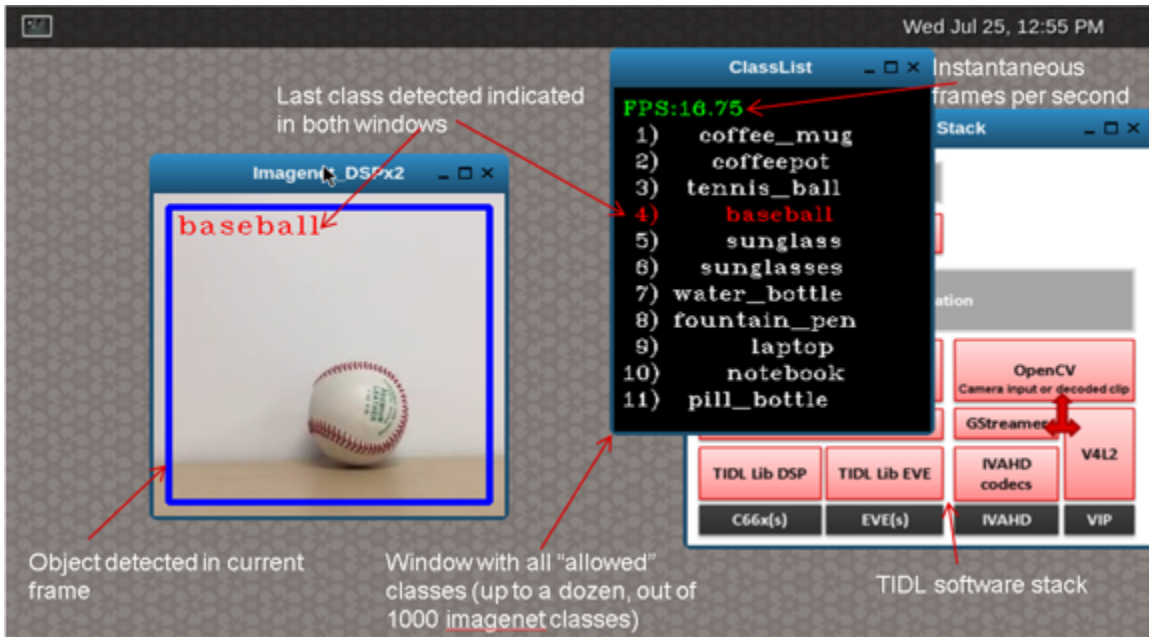 Wed Jul 25, 12:55 PM
ClassList
Instantaneous
frames per second
Last class detected indicated
in both windows
FPS:16.75
1) coffee_mug
2) coffeepot
3) tennis_ball
4) baseball
5) sunglass
6) sunglasses
7) water_bottle
8) fountain_pen
9) laptop
10) notebook
11) pill_bottle
Imagenet_DSPx2
baseball
Stack
OpenCV
Camera input or decoded clip
GStreamer
V4L2
TIDL Lib DSP
TIDL Lib EVE
IVAHD
codecs
C66x(s)
EVE(s)
IVAHD
VIP
Object detected in current
frame
Window with all “allowed”
classes (up to a dozen, out of
1000 imagenet classes)
TIDL software stack